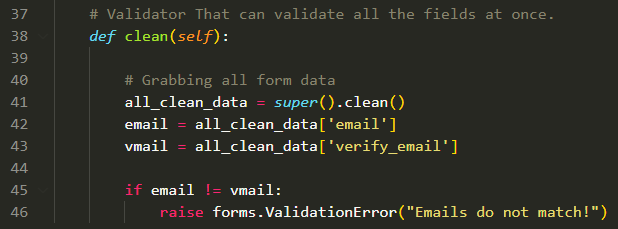 37 # Validator That can validate all the fields at once.
38 def clean(self):
39
40 # Grabbing all form data
41 all_clean_data = super().clean()
42 email = all_clean_data['email']
43 vmail = all_clean_data['verify_email']
44
45 if email != vmail:
46 raise forms.ValidationError("Emails do not match!")